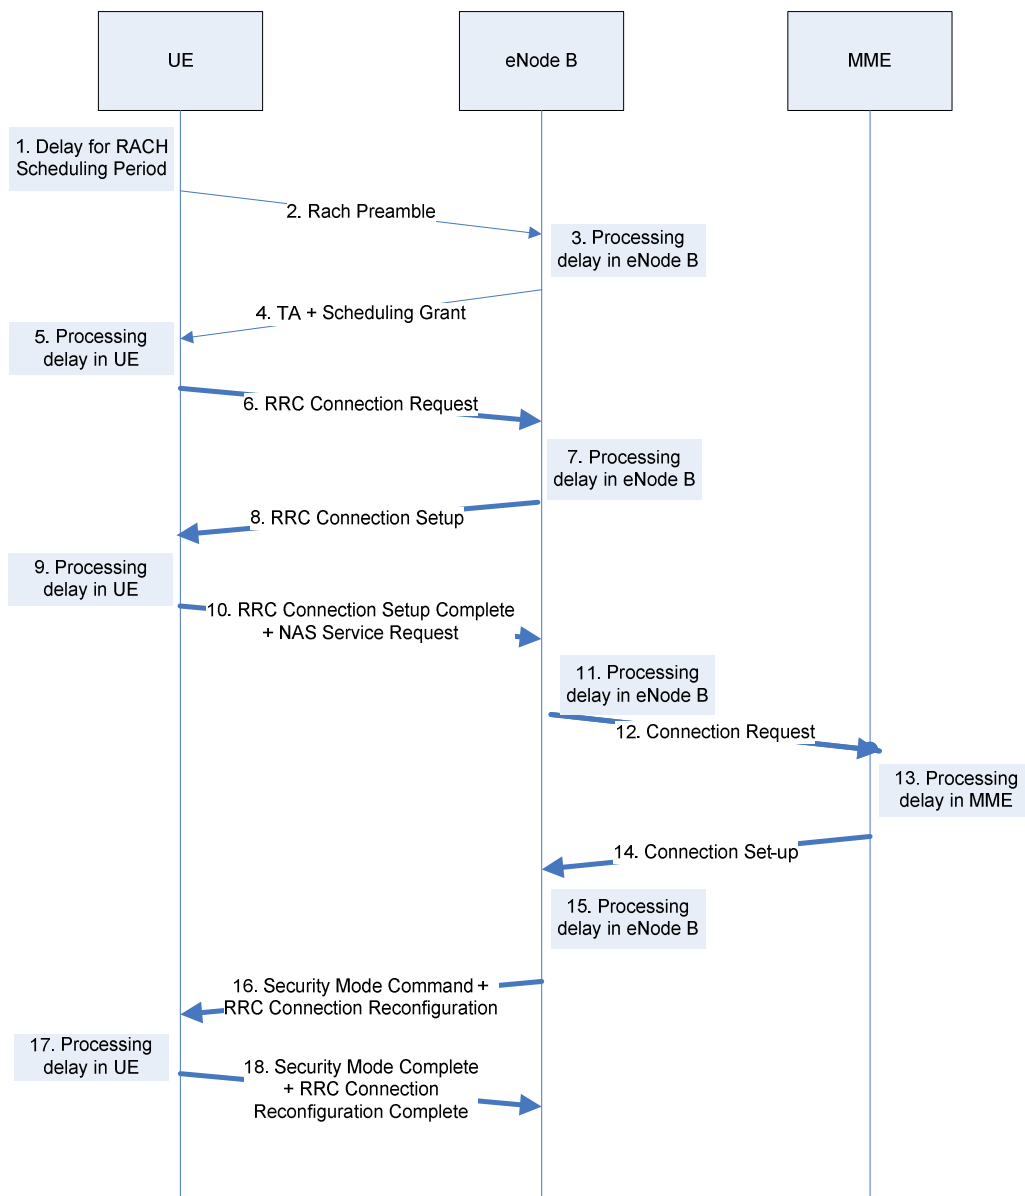 UE
eNode B
MME
1. Delay for RACH
Scheduling Period
2. Rach Preamble
3. Processing
delay in eNode B
4. TA + Scheduling Grant
5. Processing
delay in UE
6. RRC Connection Request
7. Processing
delay in eNode B
8. RRC Connection Setup
9. Processing
delay in UE
10. RRC Connection Setup Complete
+ NAS Service Request
11. Processing
delay in eNode B
12. Connection Request
13. Processing
delay in MME
14. Connection Set-up
15. Processing
delay in eNode B
16. Security Mode Command +
RRC Connection Reconfiguration
17. Processing
delay in UE
18. Security Mode Complete
+ RRC Connection
Reconfiguration Complete